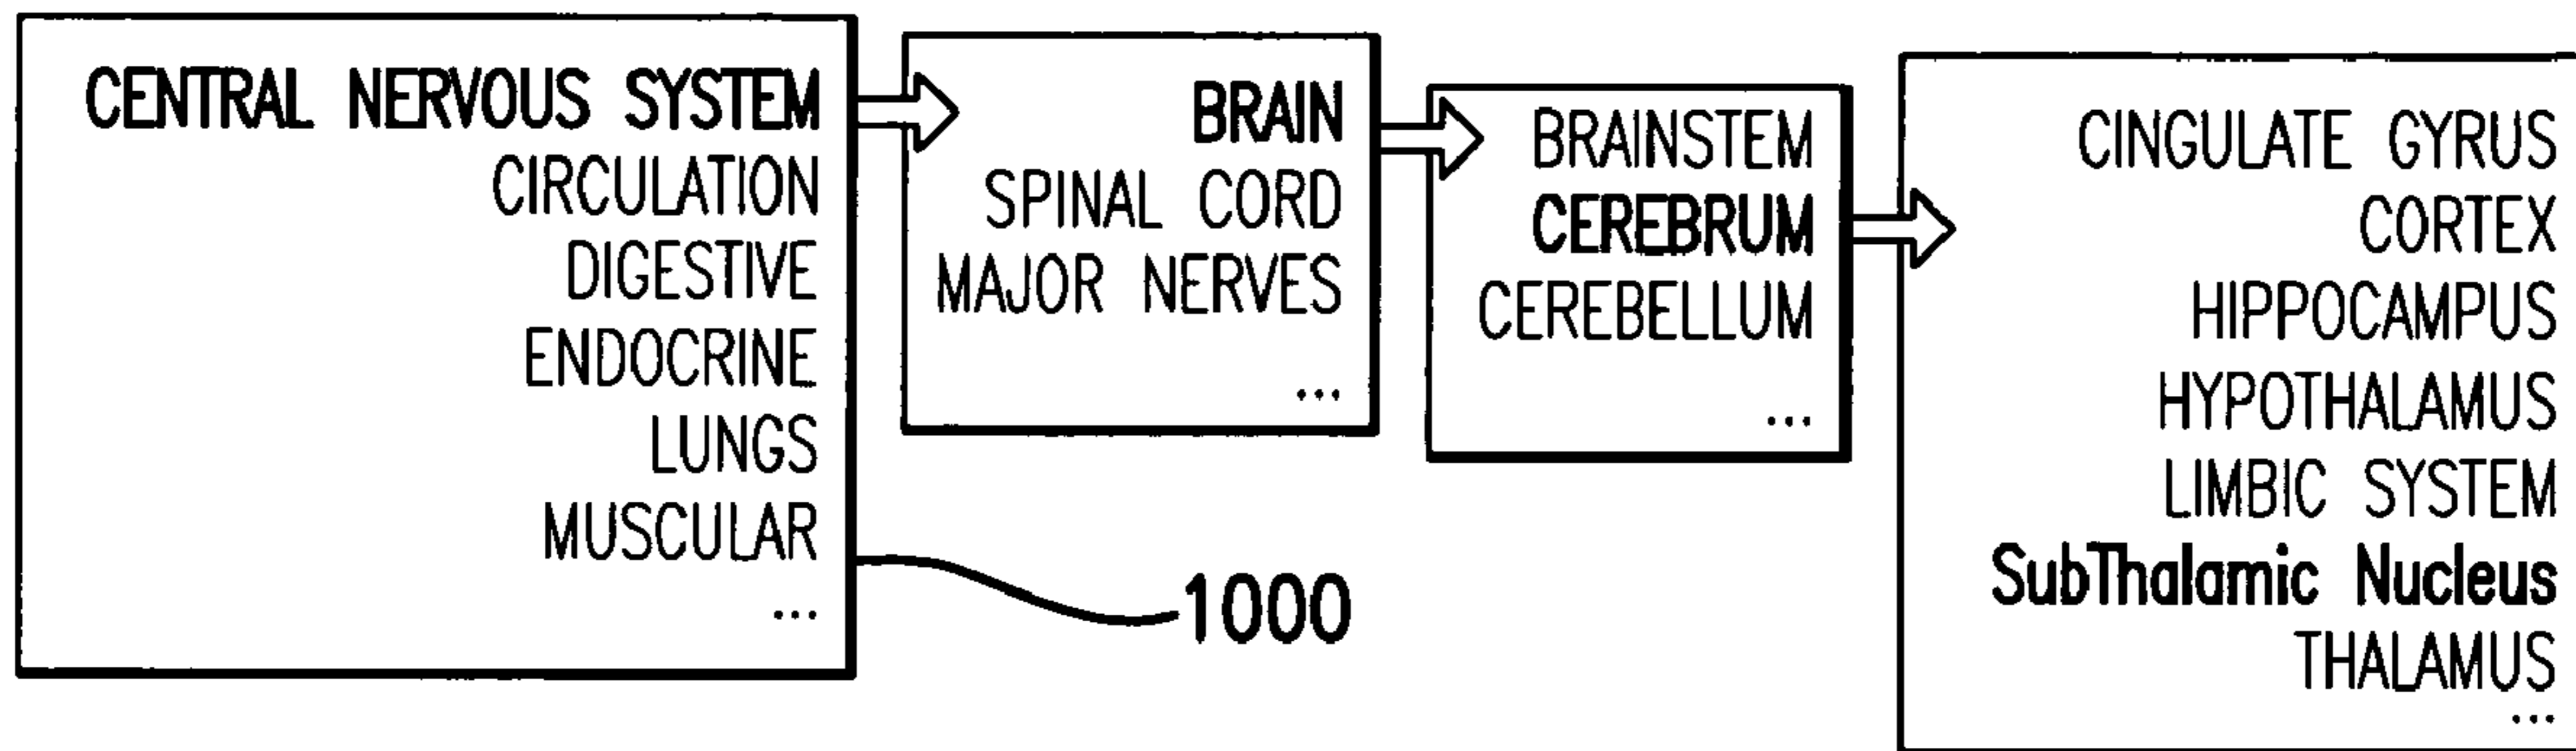 CENTRAL NERVOUS SYSTEM
CIRCULATION
DIGESTIVE
ENDOCRINE
LUNGS
MUSCULAR
...
1000
BRAIN
SPINAL CORD
MAJOR NERVES
...
BRAINSTEM
CEREBRUM
CEREBELLUM
...
CINGULATE GYRUS
CORTEX
HIPPOCAMPUS
HYPOTHALAMUS
LIMBIC SYSTEM
SubThalamic Nucleus
THALAMUS
...